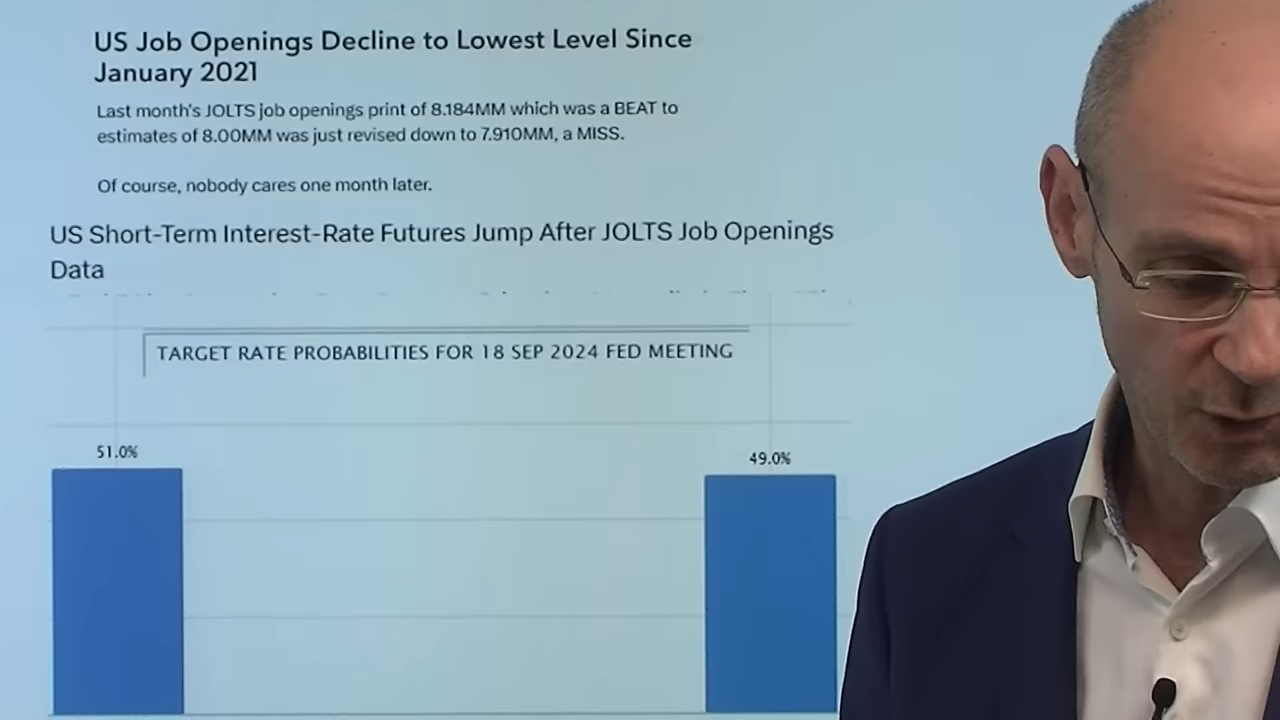 US Job Openings Decline to Lowest Level Since
January 2021
Last month's JOLTS job openings print of 8.184MM which was a BEAT to
estimates of 8.00MM was just revised down to 7.910MM, a MISS.
Of course, nobody cares one month later.
US Short-Term Interest-Rate Futures Jump After JOLTS Job Openings
Data
TARGET RATE PROBABILITIES FOR 18 SEP 2024 FED MEETING
51.0%
49.0%